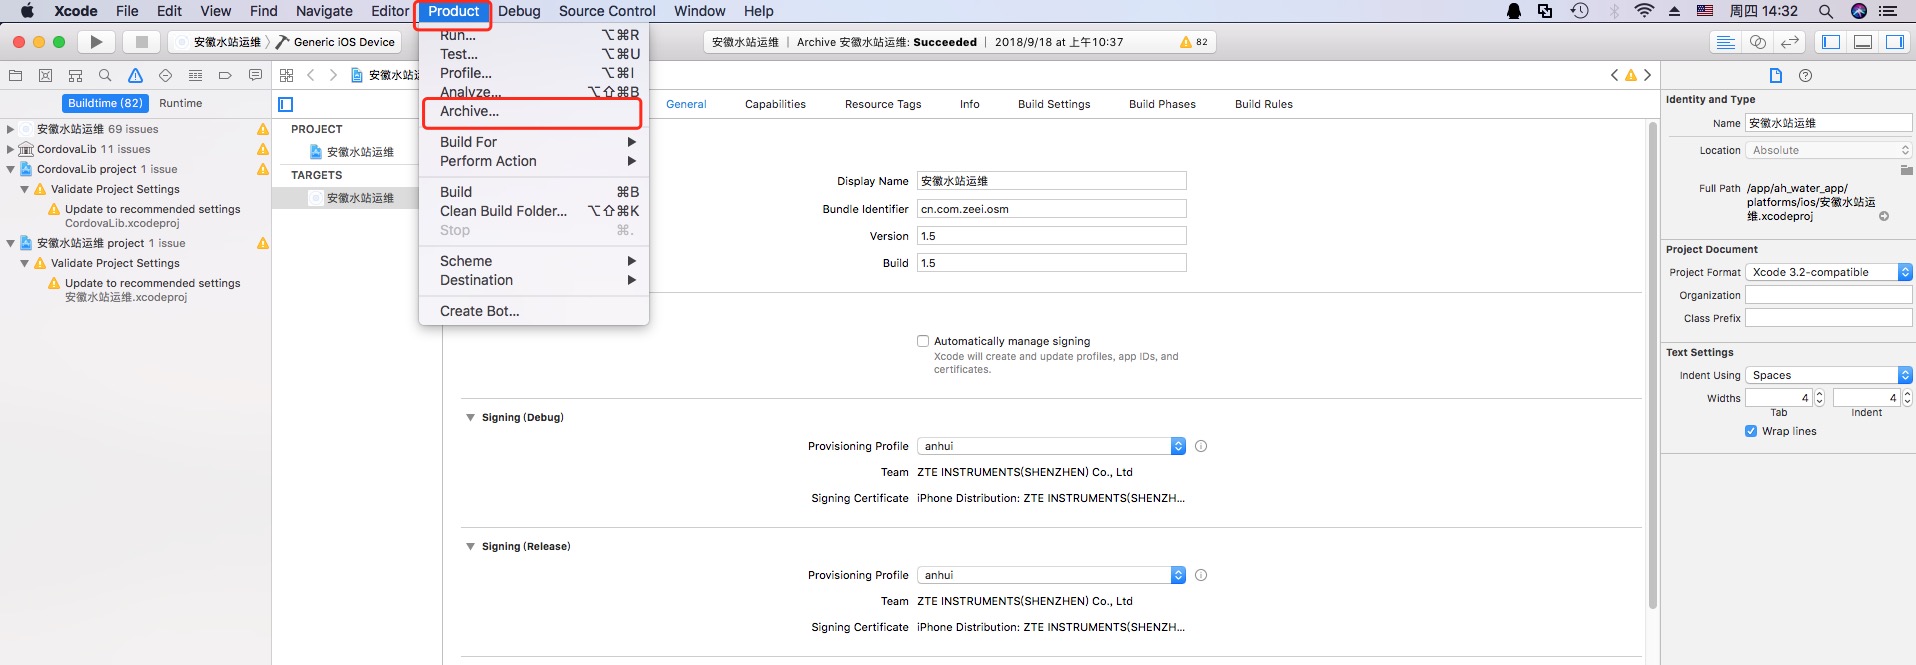 Xcode File Edit View Find Navigate Editor Product Debug Source Control Window Help 周四 14:32
安徽水站运维 Generic iOS Device
安徽水站运维 | Archive 安徽水站运维: Succeeded | 2018/9/18 at 上午10:37 82
安徽水站运
Buildtime (82) Runtime
安徽水站运维 69 issues
CordovaLib 11 issues
CordovaLib project 1 issue
Validate Project Settings
Update to recommended settings
CordovaLib.xcodeproj
安徽水站运维 project 1 issue
Validate Project Settings
Update to recommended settings
安徽水站运维.xcodeproj
PROJECT
安徽水站运维
TARGETS
安徽水站运维
Run... ⌥⌘R
Test... ⌥⌘U
Profile... ⌥⌘I
Analyze... ⌥⇧⌘B
Archive...
Build For
Perform Action
Build ⌘B
Clean Build Folder... ⌥⇧⌘K
Stop ⌘.
Scheme
Destination
Create Bot...
General Capabilities Resource Tags Info Build Settings Build Phases Build Rules
Display Name 安徽水站运维
Bundle Identifier cn.com.zeei.osm
Version 1.5
Build 1.5
Automatically manage signing
Xcode will create and update profiles, app IDs, and
certificates.
Signing (Debug)
Provisioning Profile anhui
Team ZTE INSTRUMENTS(SHENZHEN) Co., Ltd
Signing Certificate iPhone Distribution: ZTE INSTRUMENTS(SHENZH...
Signing (Release)
Provisioning Profile anhui
Team ZTE INSTRUMENTS(SHENZHEN) Co., Ltd
Signing Certificate iPhone Distribution: ZTE INSTRUMENTS(SHENZH...
Identity and Type
Name 安徽水站运维
Location Absolute
Full Path /app/ah_water_app/
platforms/ios/安徽水站运
维.xcodeproj
Project Document
Project Format Xcode 3.2-compatible
Organization
Class Prefix
Text Settings
Indent Using Spaces
Widths 4 4
Tab Indent
Wrap lines